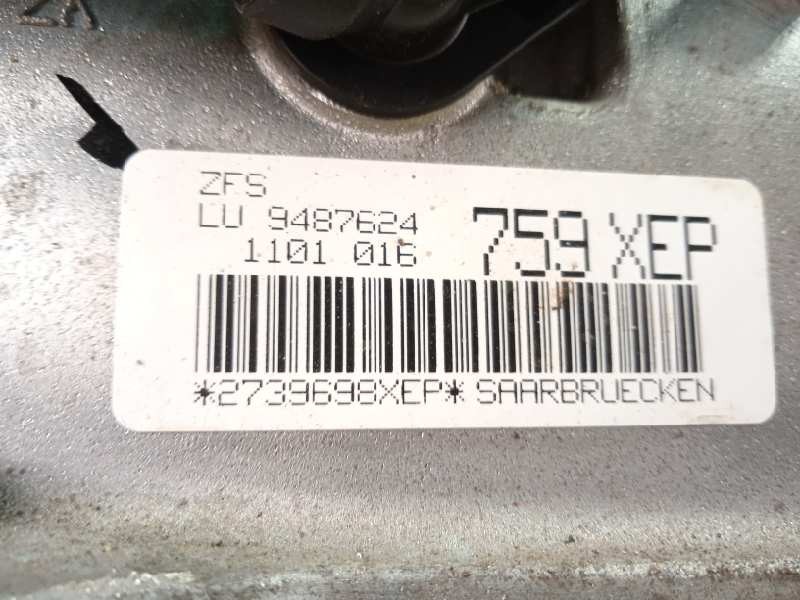 ZFS
LU 9487624
1101 016
759 XEP
*2739698XEP* SAARBRUECKEN